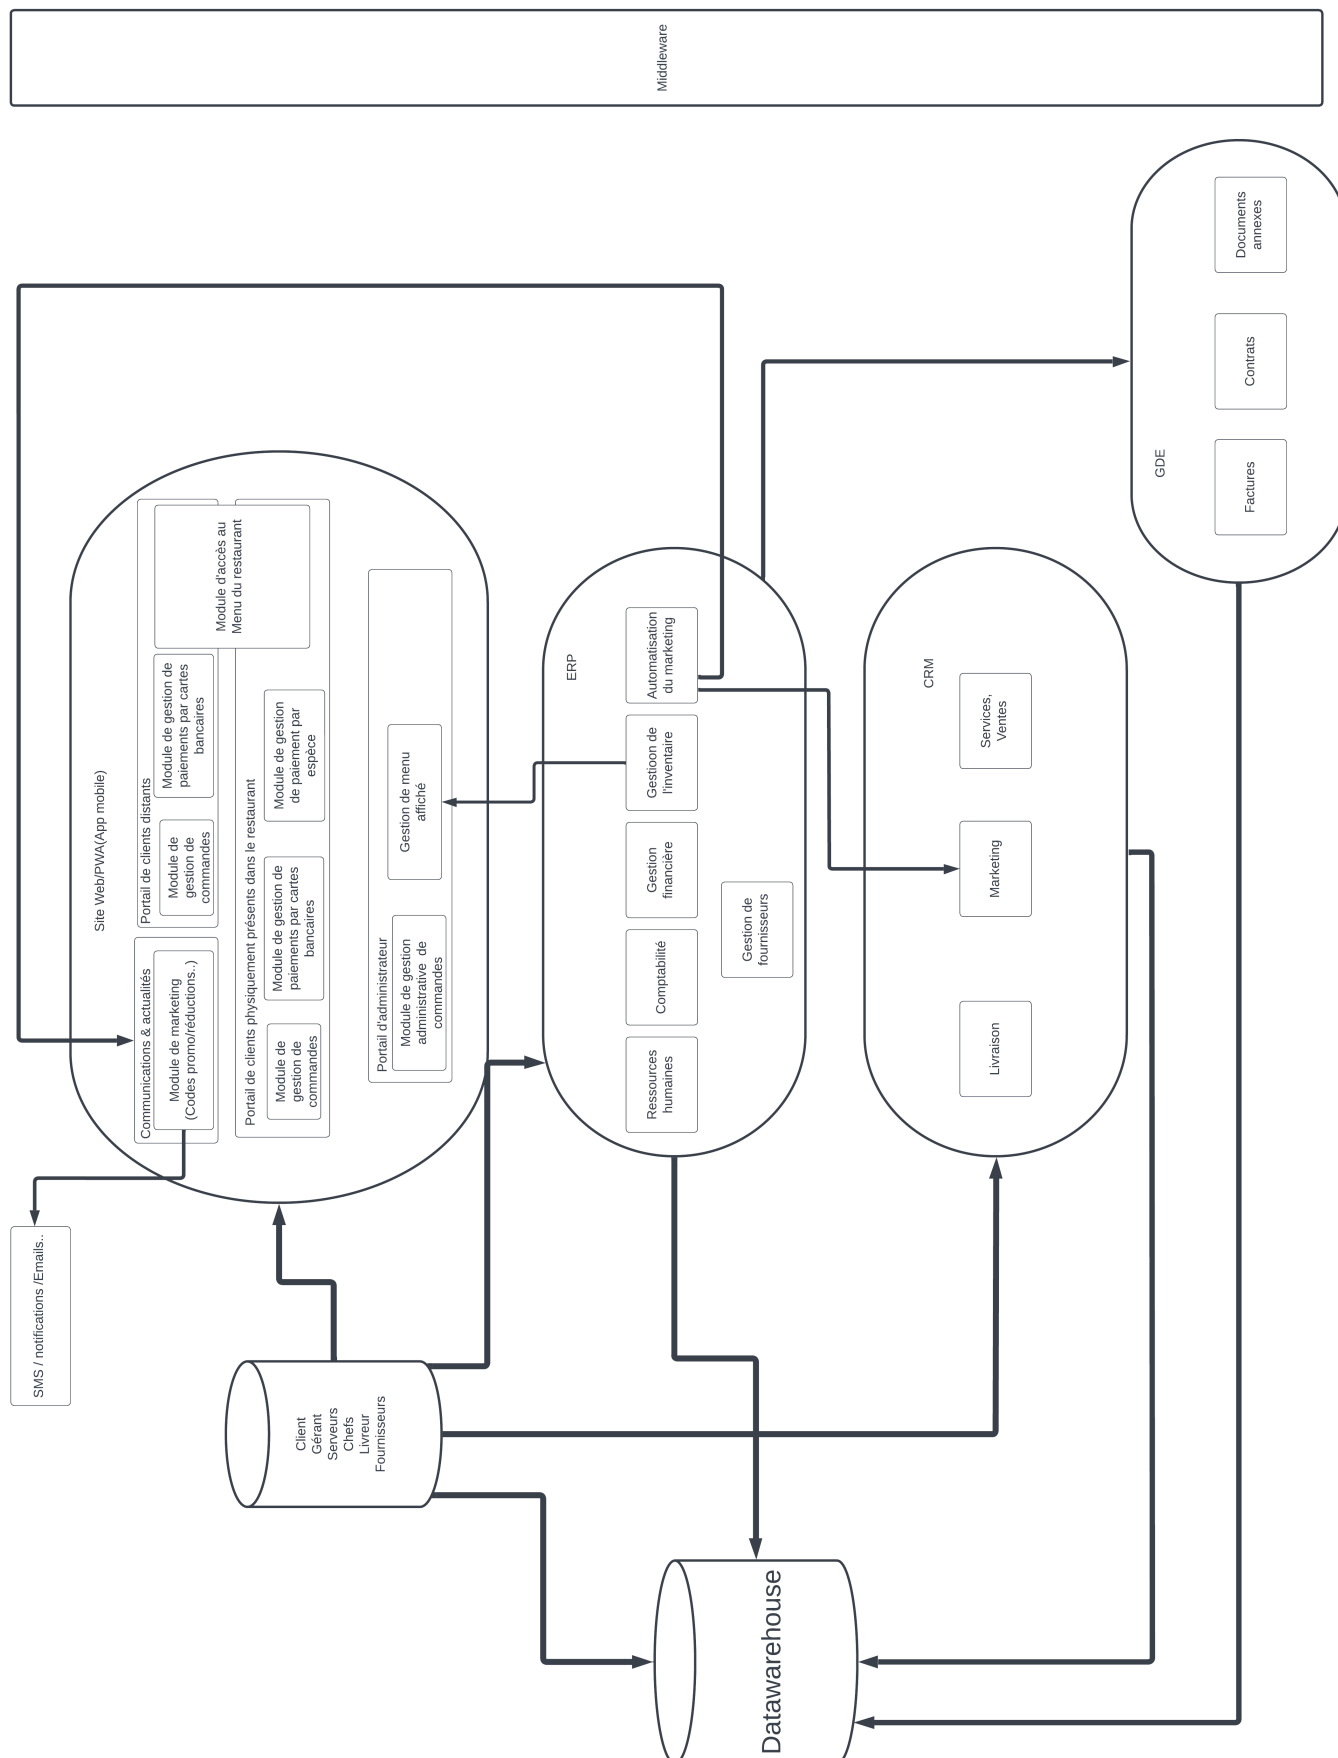 Middleware
Site Web/PWA(App mobile)
Communications & actualités
Module de marketing
(Codes promo/réductions..)
Portail de clients distants
Module de
gestion de
commandes
Module de gestion de
paiements par cartes
bancaires
Module d'accès au
Menu du restaurant
Portail de clients physiquement présents dans le restaurant
Module de
gestion de
commandes
Module de gestion de
paiements par cartes
bancaires
Module de gestion
de paiement par
espèce
Portail d'administrateur
Module de gestion
administrative de
commandes
Gestion de menu
affiché
SMS / notifications /Emails..
Client
Gérant
Serveurs
Chefs
Livreur
Fournisseurs
ERP
Ressources
humaines
Comptabilité
Gestion
financière
Gestioon de
l'inventaire
Automatisation
du marketing
Gestion de
fournisseurs
CRM
Livraison
Marketing
Services,
Ventes
GDE
Factures
Contrats
Documents
annexes
Datawarehouse